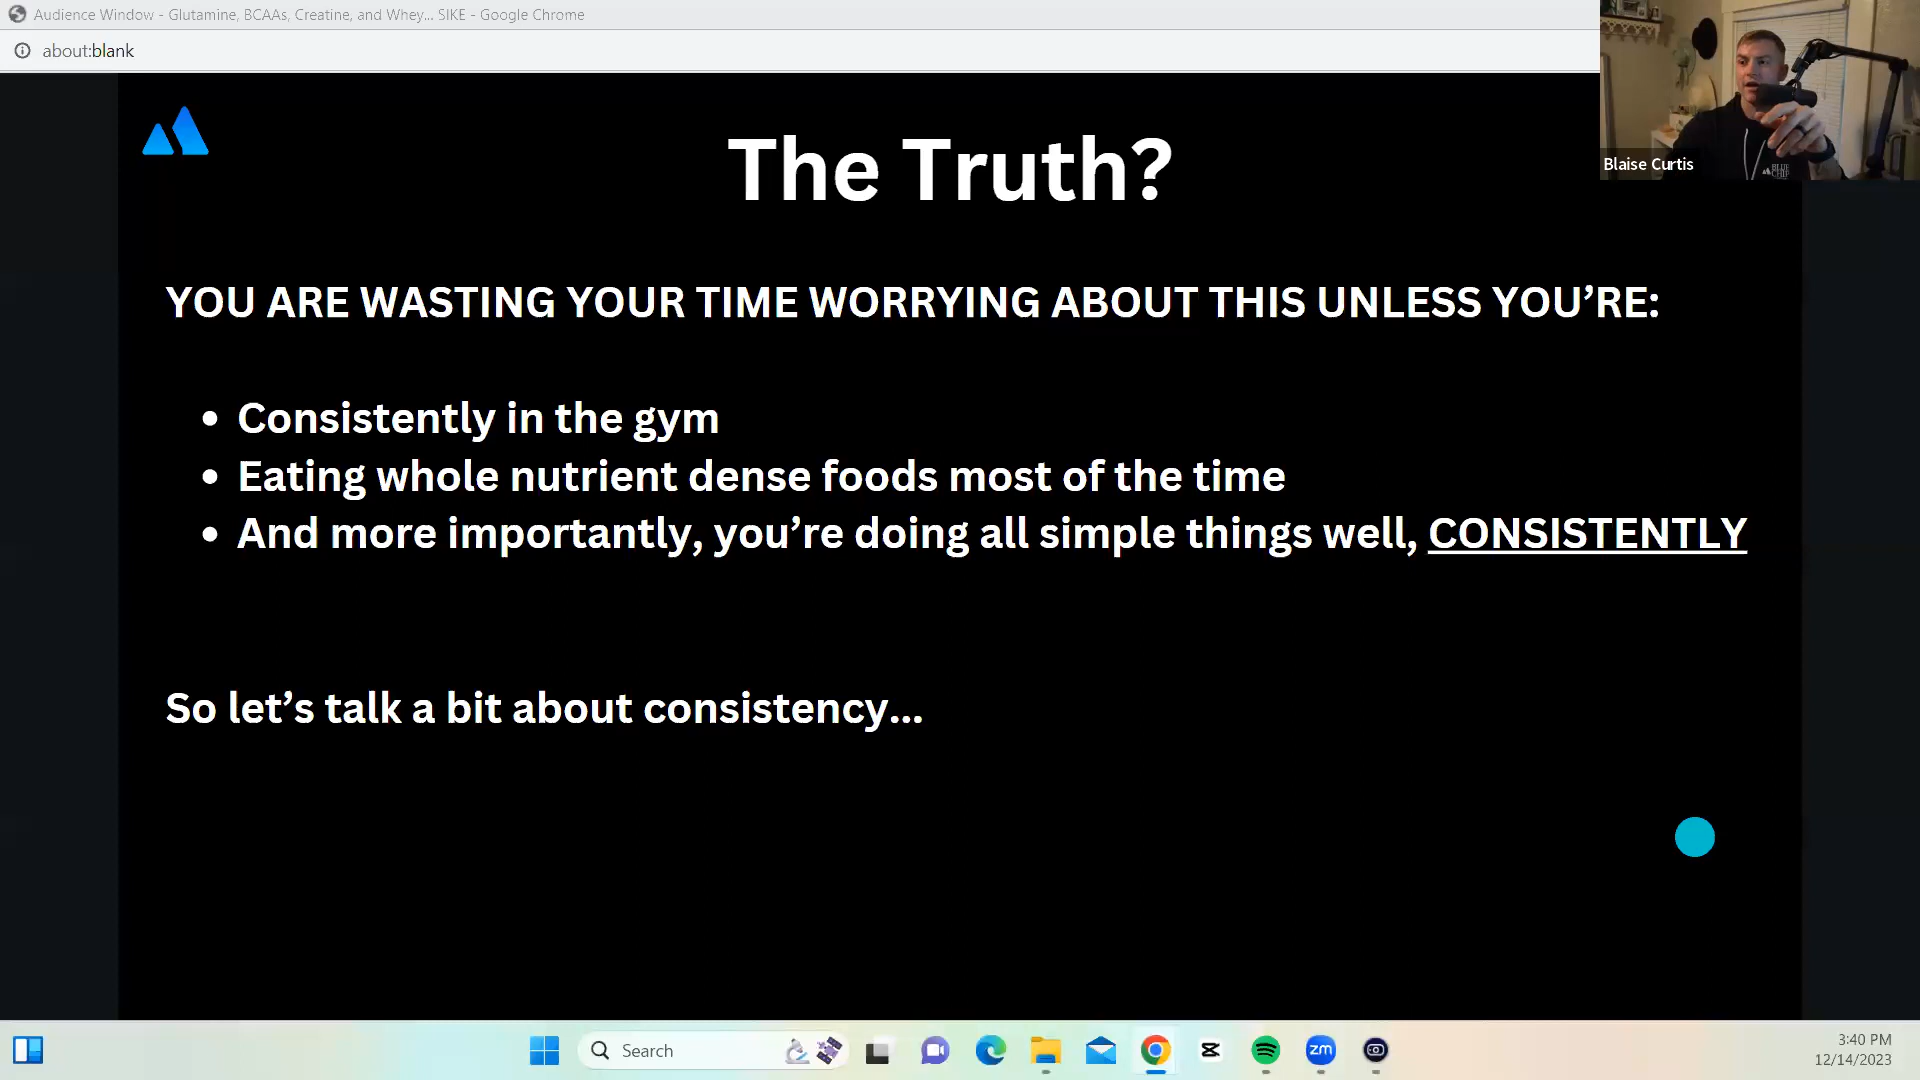 Audience Window - Glutamine, BCAAs, Creatine, and Whey... SIKE - Google Chrome
about:blank
Blaise Curtis
The Truth?
YOU ARE WASTING YOUR TIME WORRYING ABOUT THIS UNLESS YOU’RE:
• Consistently in the gym
• Eating whole nutrient dense foods most of the time
• And more importantly, you’re doing all simple things well, CONSISTENTLY
So let’s talk a bit about consistency...
Search
zm
3:40 PM
12/14/2023